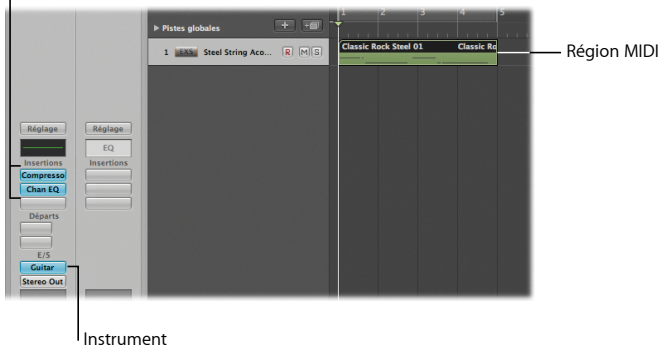 1 2 3 4 5
Pistes globales
1 EXS Steel String Aco... R M S
Classic Rock Steel 01 Classic Ro
Région MIDI
Réglage Réglage
EQ
Insertions Insertions
Compresso
Chan EQ
Départs
E/S
Guitar
Stereo Out
Instrument